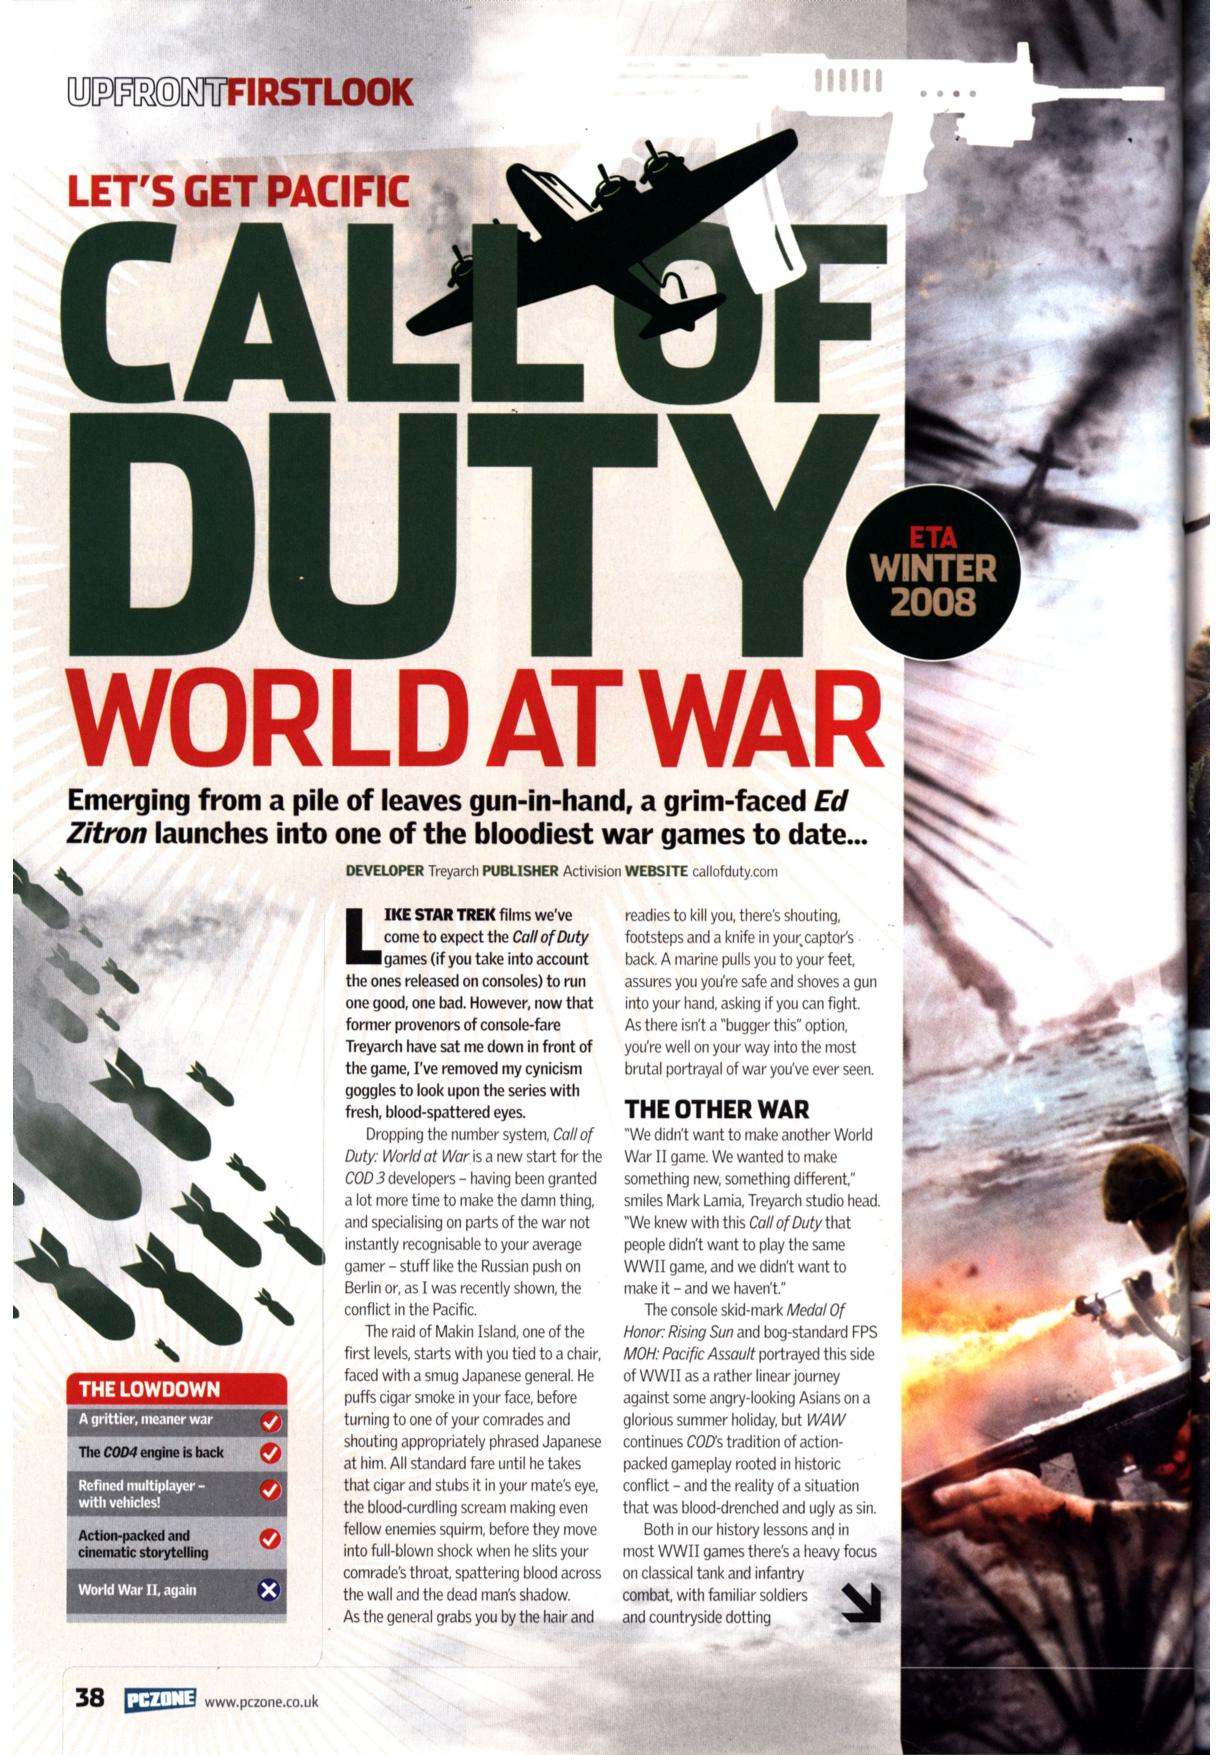 UPFRONTFIRSTLOOK
LET'S GET PACIFIC
CALL OF
DUTY
WORLD AT WAR
ETA
WINTER
2008
Emerging from a pile of leaves gun-in-hand, a grim-faced Ed
Zitron launches into one of the bloodiest war games to date...
DEVELOPER Treyarch PUBLISHER Activision WEBSITE callofduty.com
LIKE STAR TREK films we've
come to expect the Call of Duty
games (if you take into account
the ones released on consoles) to run
one good, one bad. However, now that
former provenors of console-fare
Treyarch have sat me down in front of
the game, I've removed my cynicism
goggles to look upon the series with
fresh, blood-spattered eyes.
Dropping the number system, Call of
Duty: World at War is a new start for the
COD 3 developers – having been granted
a lot more time to make the damn thing,
and specialising on parts of the war not
instantly recognisable to your average
gamer – stuff like the Russian push on
Berlin or, as I was recently shown, the
conflict in the Pacific.
The raid of Makin Island, one of the
first levels, starts with you tied to a chair,
faced with a smug Japanese general. He
puffs cigar smoke in your face, before
turning to one of your comrades and
shouting appropriately phrased Japanese
at him. All standard fare until he takes
that cigar and stubs it in your mate's eye,
the blood-curdling scream making even
fellow enemies squirm, before they move
into full-blown shock when he slits your
comrade's throat, spattering blood across
the wall and the dead man's shadow.
As the general grabs you by the hair and
readies to kill you, there's shouting,
footsteps and a knife in your captor's
back. A marine pulls you to your feet,
assures you you're safe and shoves a gun
into your hand, asking if you can fight.
As there isn't a "bugger this" option,
you're well on your way into the most
brutal portrayal of war you've ever seen.
THE OTHER WAR
"We didn't want to make another World
War II game. We wanted to make
something new, something different,"
smiles Mark Lamia, Treyarch studio head.
"We knew with this Call of Duty that
people didn't want to play the same
WWII game, and we didn't want to
make it – and we haven't."
The console skid-mark Medal Of
Honor: Rising Sun and bog-standard FPS
MOH: Pacific Assault portrayed this side
of WWII as a rather linear journey
against some angry-looking Asians on a
glorious summer holiday, but WAW
continues COD's tradition of action-
packed gameplay rooted in historic
conflict – and the reality of a situation
that was blood-drenched and ugly as sin.
Both in our history lessons and in
most WWII games there's a heavy focus
on classical tank and infantry
combat, with familiar soldiers
and countryside dotting
THE LOWDOWN
A grittier, meaner war
The COD4 engine is back
Refined multiplayer –
with vehicles!
Action-packed and
cinematic storytelling
World War II, again
38 PCZONE www.pczone.co.uk